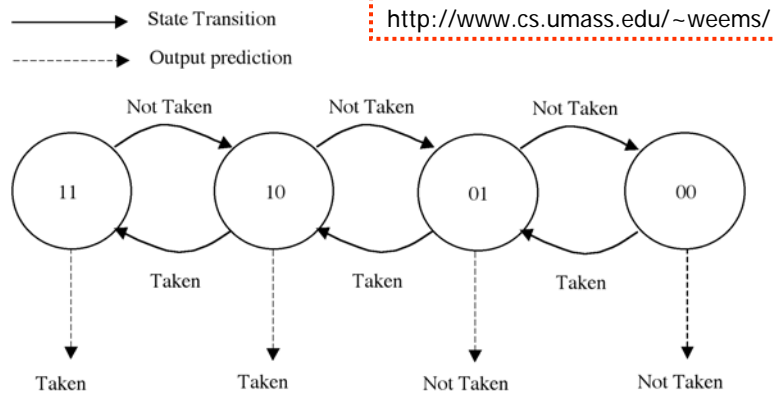 State Transition
http://www.cs.umass.edu/~weems/
Output prediction
Not Taken
Not Taken
Not Taken
11
10
01
00
Taken
Taken
Taken
Taken
Taken
Not Taken
Not Taken